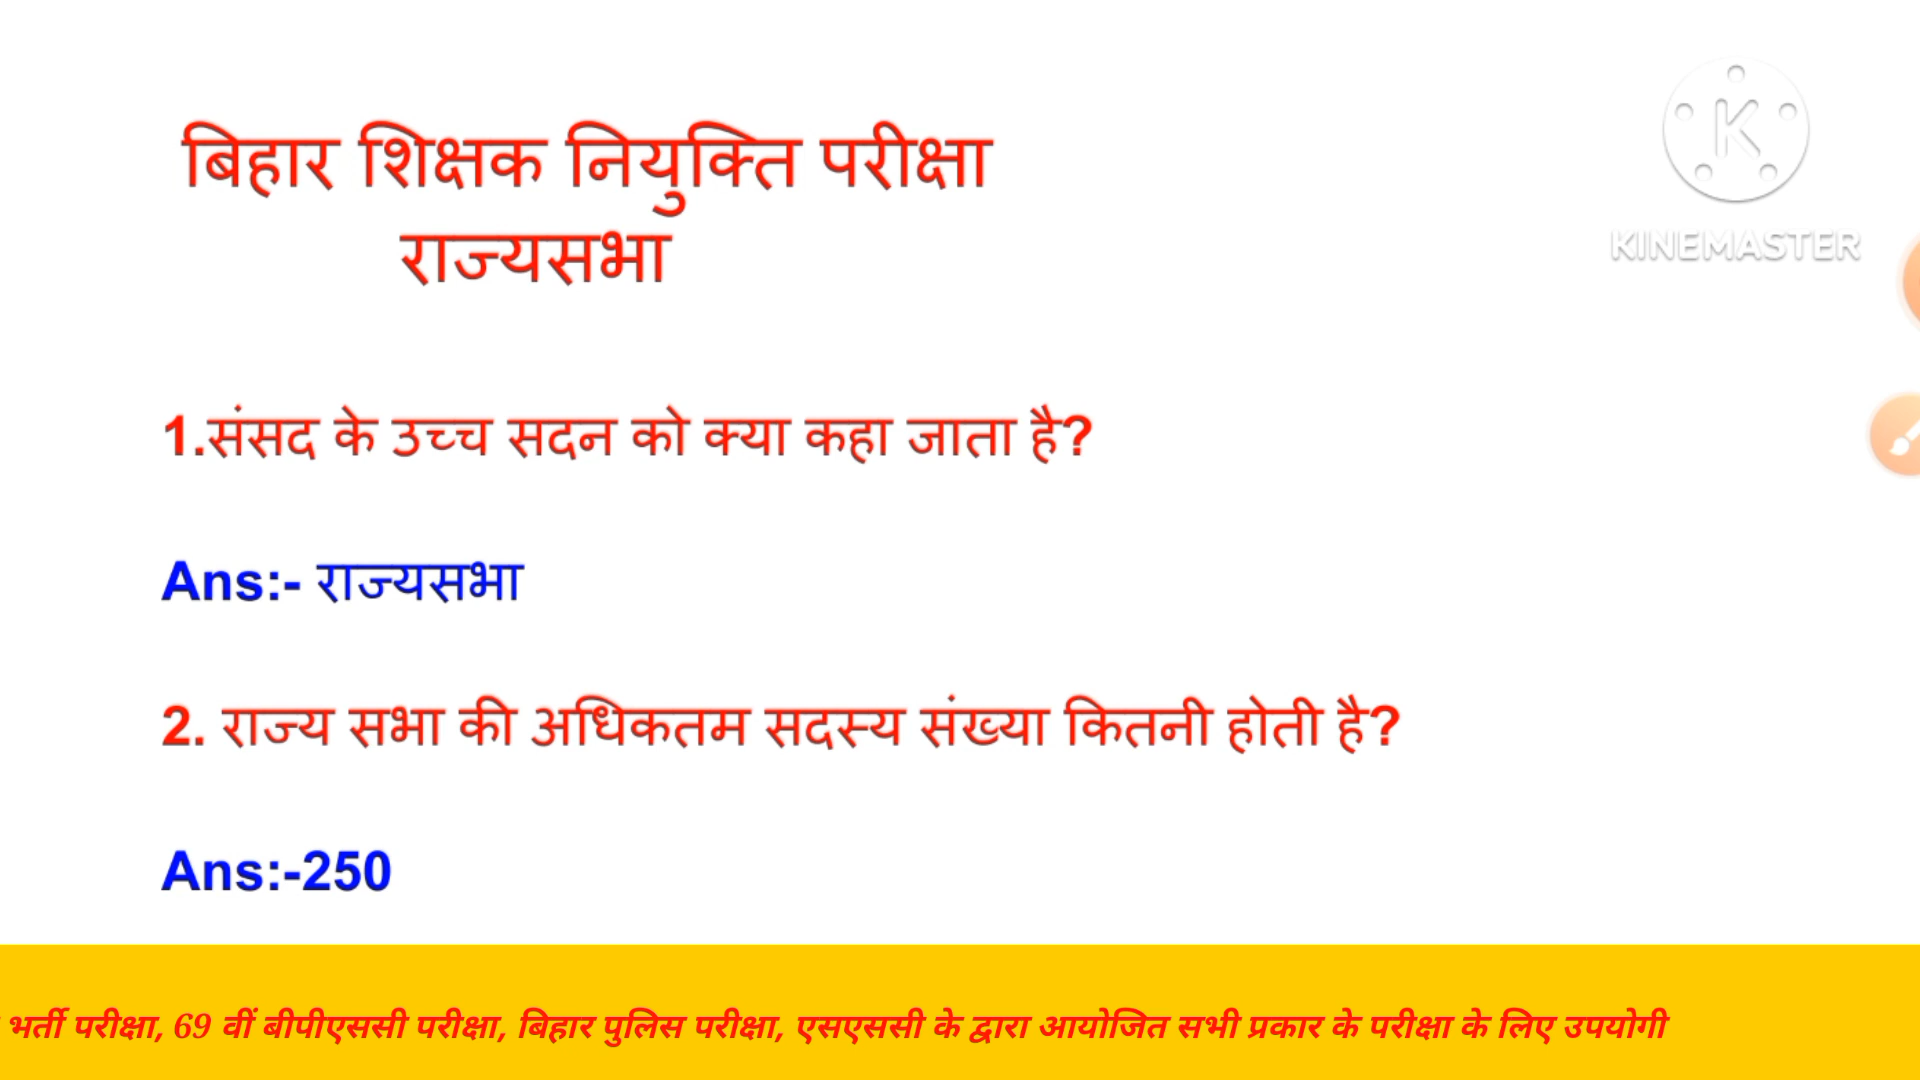 बिहार शिक्षक नियुक्ति परीक्षा
राज्यसभा
KINEMASTER
1.संसद के उच्च सदन को क्या कहा जाता है?
Ans:- राज्यसभा
2. राज्य सभा की अधिकतम सदस्य संख्या कितनी होती है?
Ans:-250
भर्ती परीक्षा, 69 वीं बीपीएससी परीक्षा, बिहार पुलिस परीक्षा, एसएससी के द्वारा आयोजित सभी प्रकार के परीक्षा के लिए उपयोगी